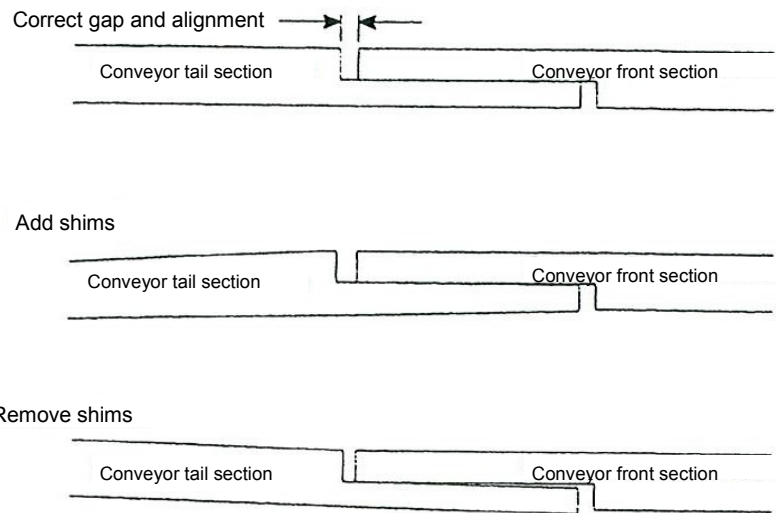 Correct gap and alignment
Conveyor tail section
Conveyor front section
Add shims
Conveyor tail section
Conveyor front section
Remove shims
Conveyor tail section
Conveyor front section